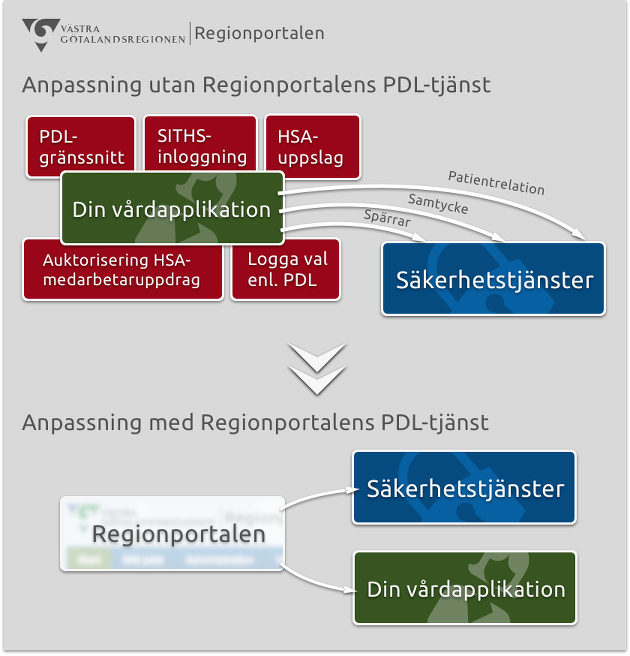 VÄSTRA
GÖTALANDSREGIONEN
Regionportalen
Anpassning utan Regionportalens PDL-tjänst
PDL-
gränssnitt
SITHS-
inloggning
HSA-
uppslag
Din vårdapplikation
Patientrelation
Samtycke
Spärrar
Auktorisering HSA-
medarbetaruppdrag
Logga val
enl. PDL
Säkerhetstjänster
Anpassning med Regionportalens PDL-tjänst
Säkerhetstjänster
VÄSTRA
Regionportalen
Din vårdapplikation